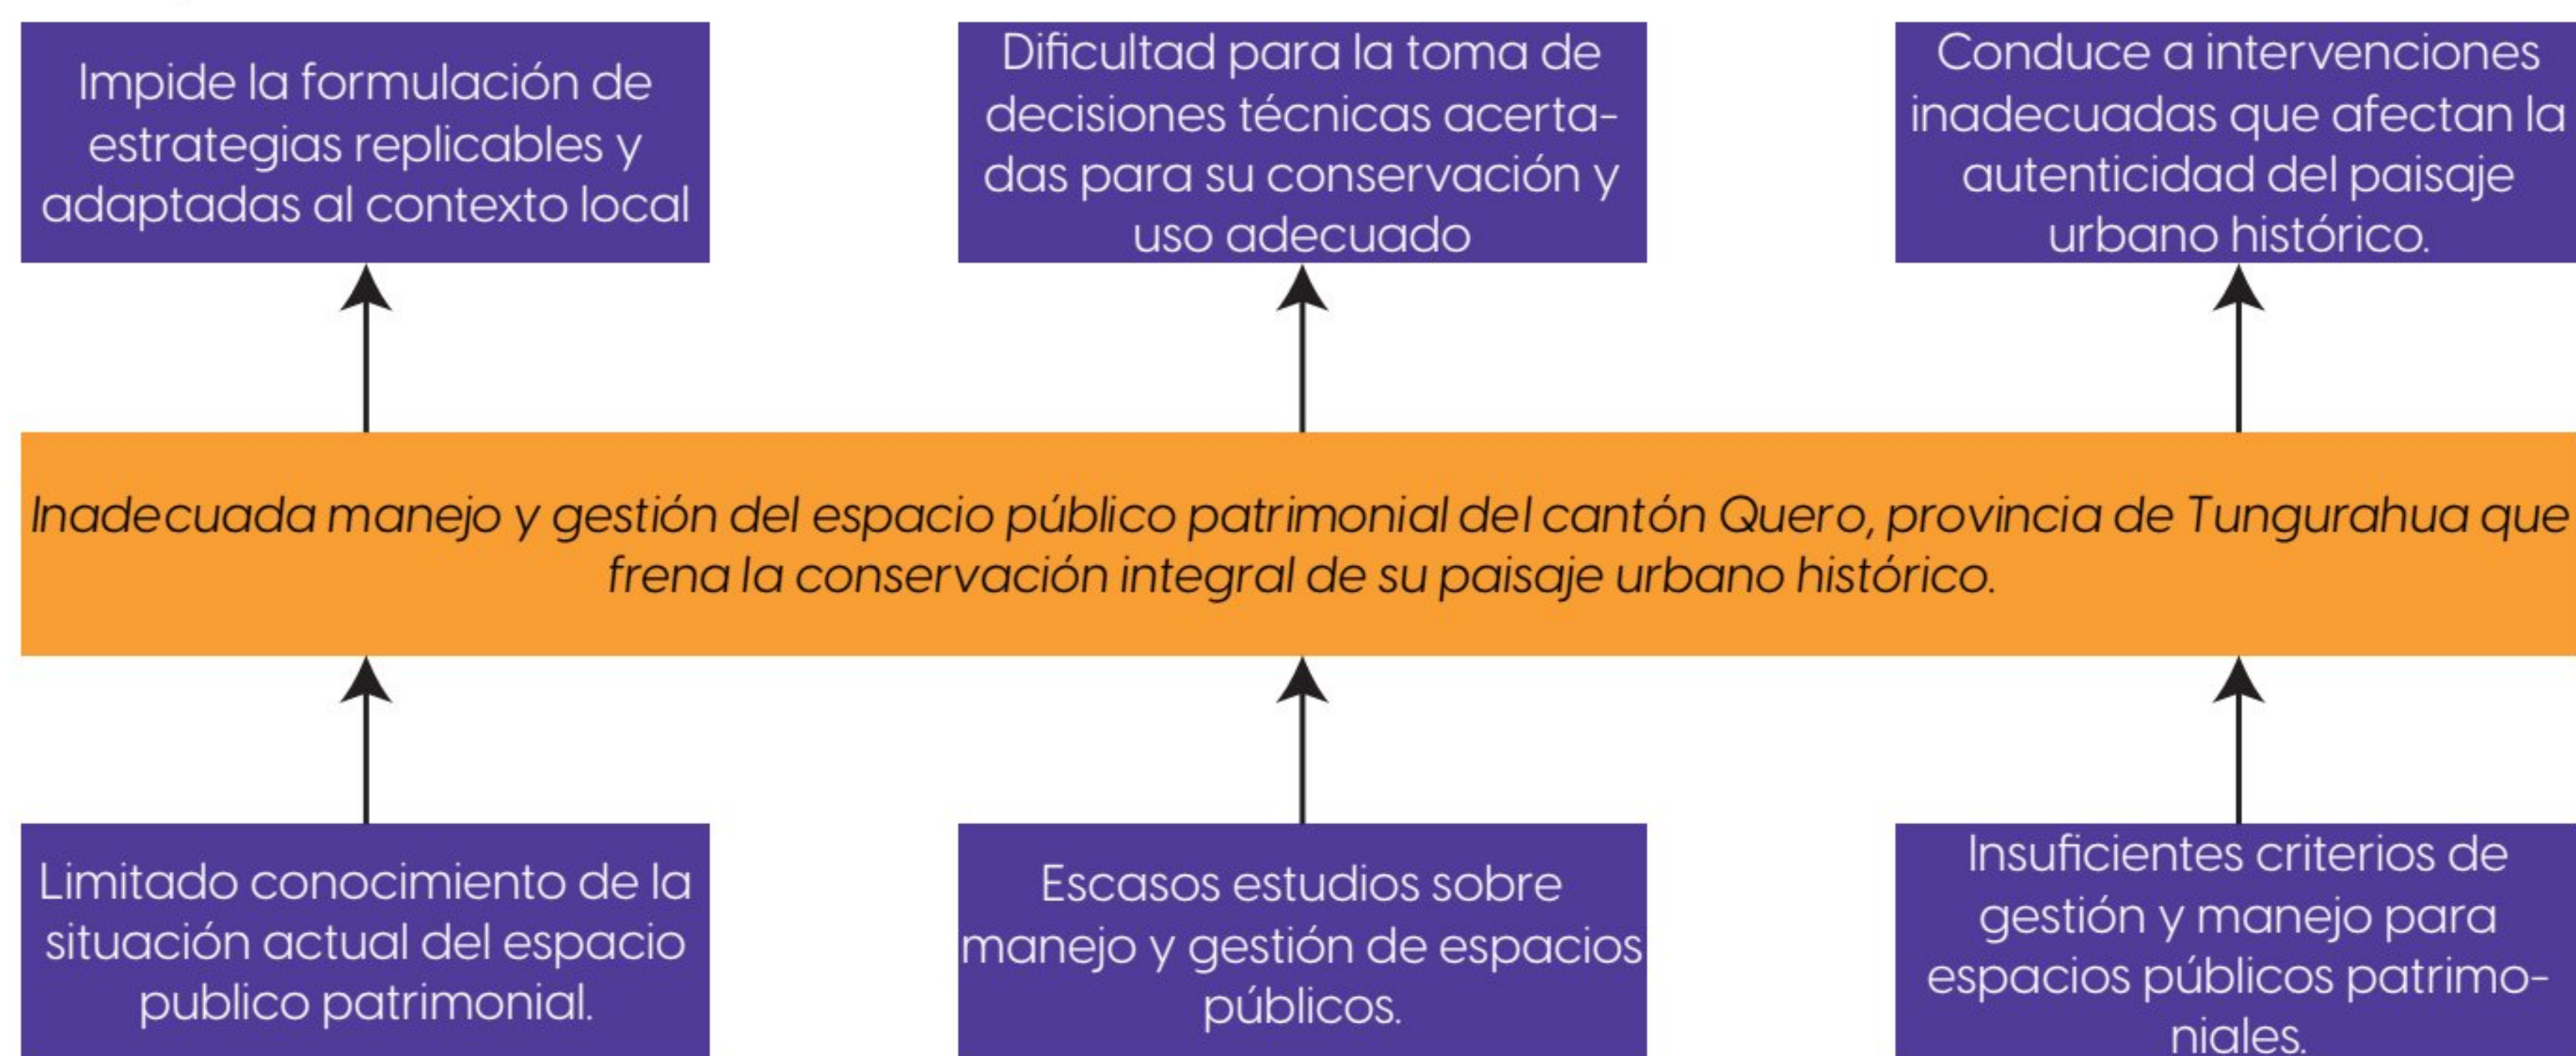 Impide la formulación de
estrategias replicables y
adaptadas al contexto local
Dificultad para la toma de
decisiones técnicas acerta-
das para su conservación y
uso adecuado
Conduce a intervenciones
inadecuadas que afectan la
autenticidad del paisaje
urbano histórico.
Inadecuada manejo y gestión del espacio público patrimonial del cantón Quero, provincia de Tungurahua que
frena la conservación integral de su paisaje urbano histórico.
Limitado conocimiento de la
situación actual del espacio
publico patrimonial.
Escasos estudios sobre
manejo y gestión de espacios
públicos.
Insuficientes criterios de
gestión y manejo para
espacios públicos patrimo-
niales.